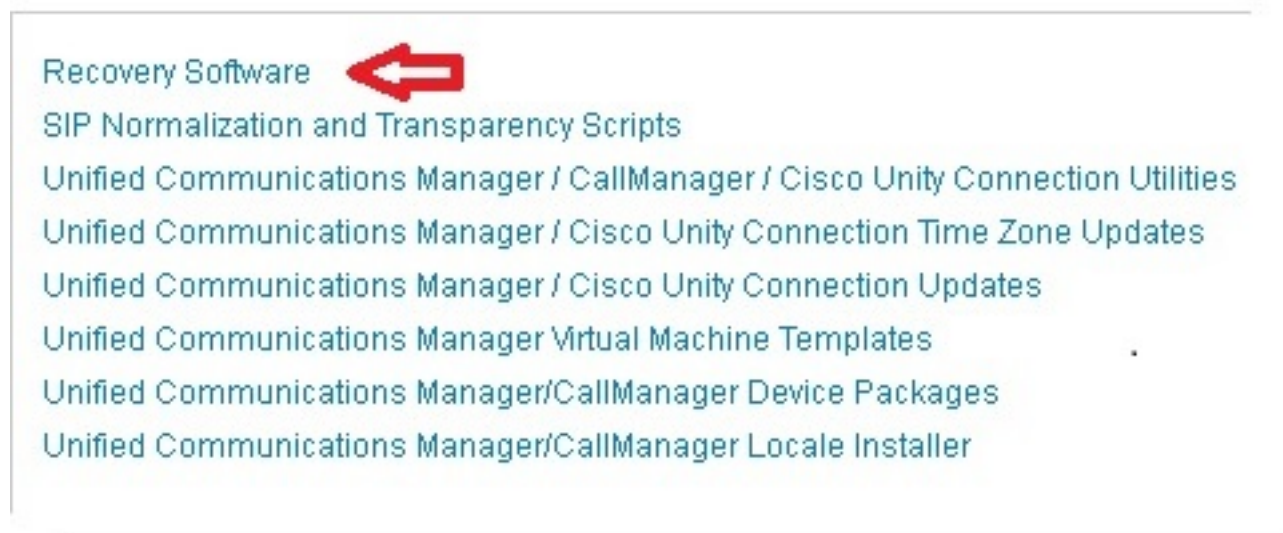 Recovery Software
SIP Normalization and Transparency Scripts
Unified Communications Manager / CallManager / Cisco Unity Connection Utilities
Unified Communications Manager / Cisco Unity Connection Time Zone Updates
Unified Communications Manager / Cisco Unity Connection Updates
Unified Communications Manager Virtual Machine Templates
Unified Communications Manager/CallManager Device Packages
Unified Communications Manager/CallManager Locale Installer